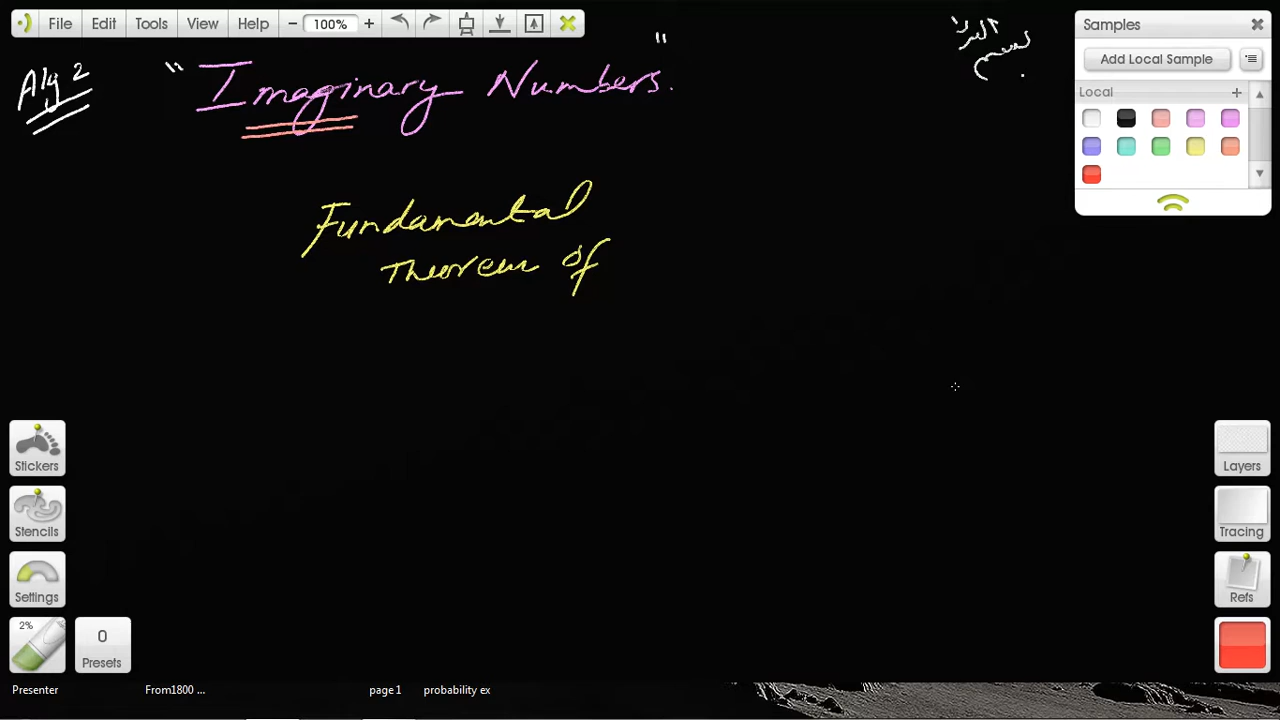 File Edit Tools View Help − 100% +
Samples
Add Local Sample
Local +
Alg 2
" Imaginary Numbers. "
Fundamental
Theorem of
Stickers
Stencils
Settings
2%
0
Presets
Layers
Tracing
Refs
Presenter From1800 ... page 1 probability ex